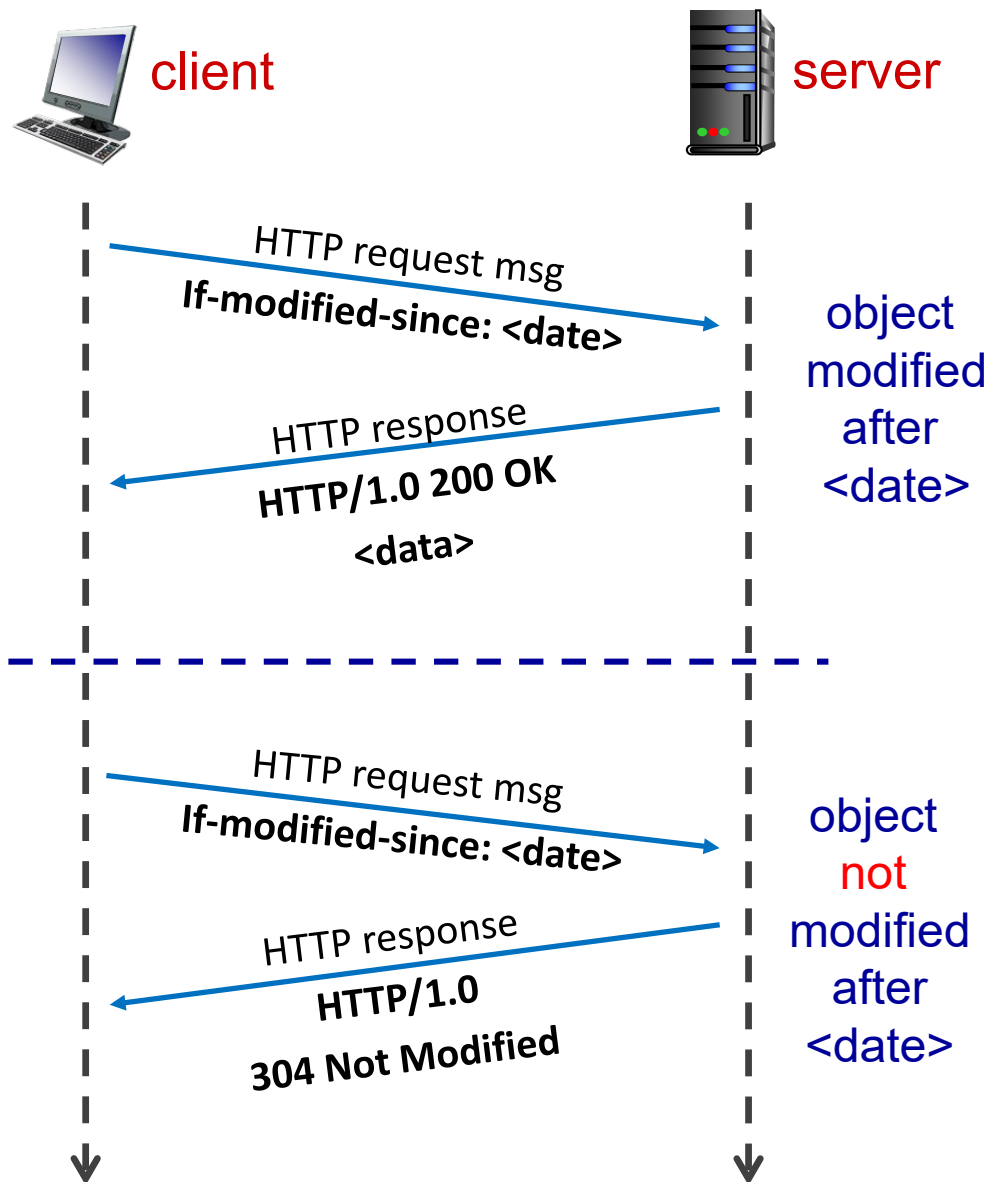 client
server
HTTP request msg
If-modified-since: <date>
object
modified
after
<date>
HTTP response
HTTP/1.0 200 OK
<data>
HTTP request msg
If-modified-since: <date>
object
not
modified
after
<date>
HTTP response
HTTP/1.0
304 Not Modified